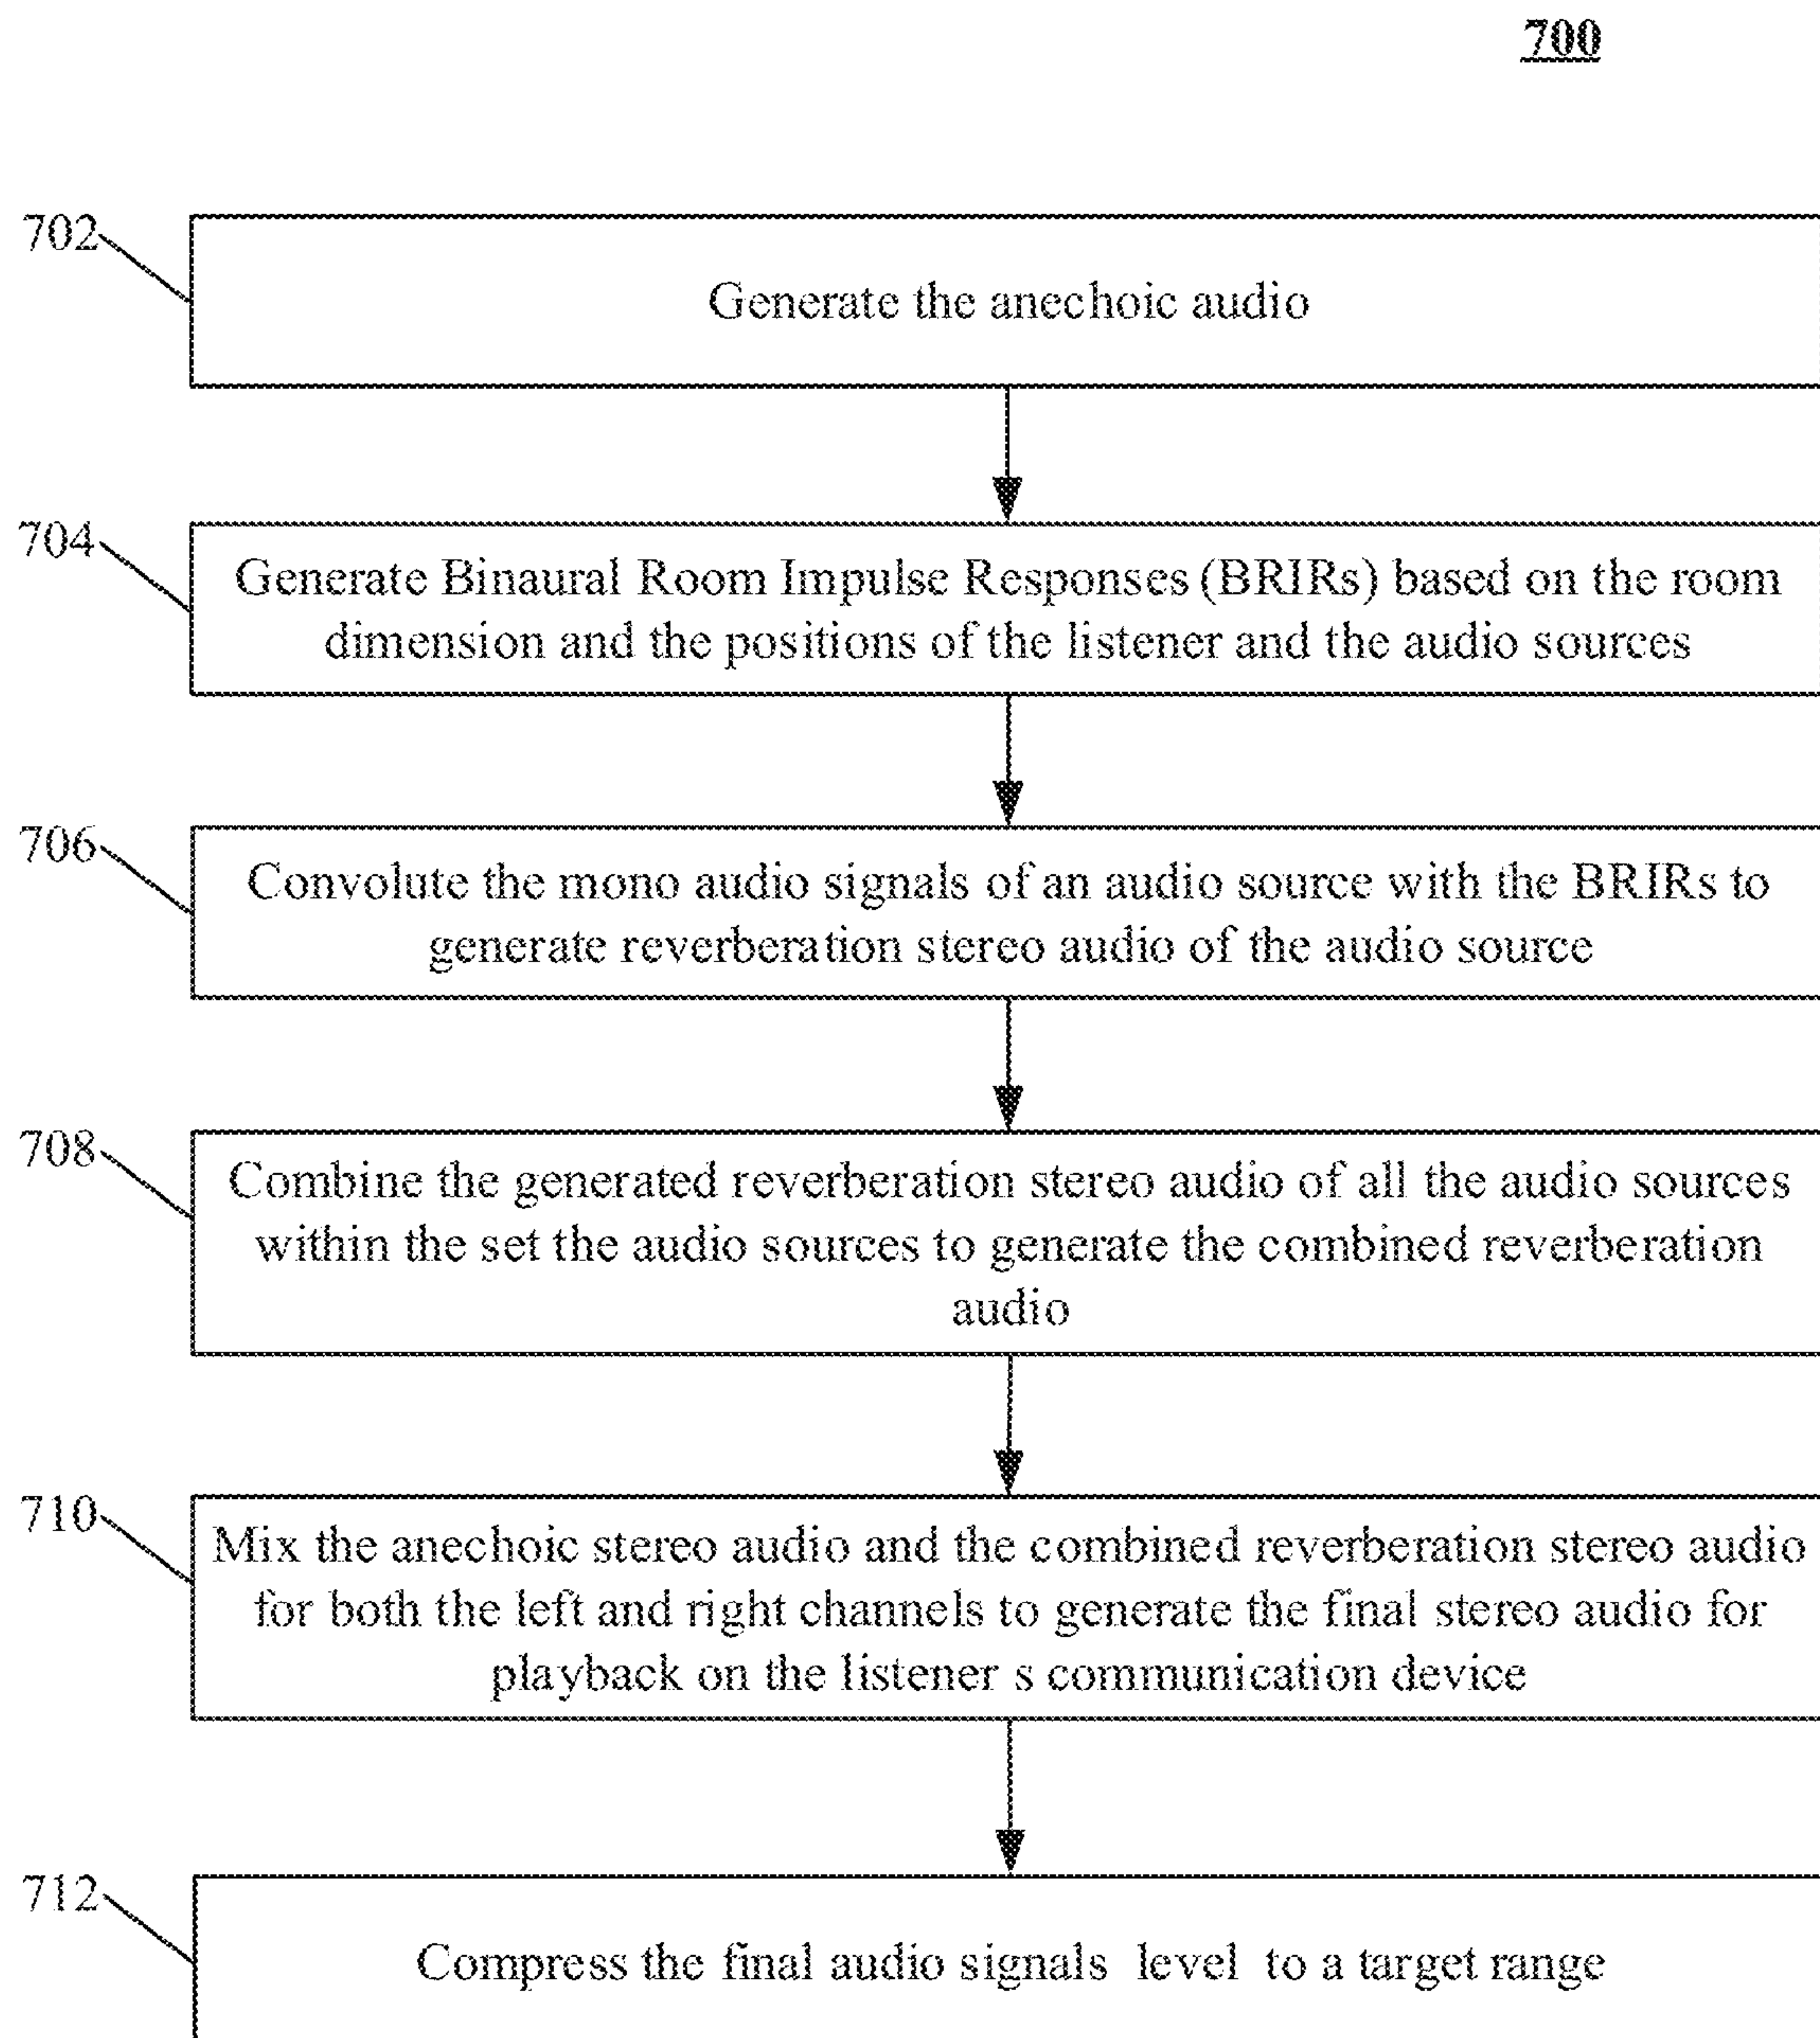 700
702
Generate the anechoic audio
704
Generate Binaural Room Impulse Responses (BRIRs) based on the room
dimension and the positions of the listener and the audio sources
706
Convolute the mono audio signals of an audio source with the BRIRs to
generate reverberation stereo audio of the audio source
708
Combine the generated reverberation stereo audio of all the audio sources
within the set the audio sources to generate the combined reverberation
audio
710
Mix the anechoic stereo audio and the combined reverberation stereo audio
for both the left and right channels to generate the final stereo audio for
playback on the listener s communication device
712
Compress the final audio signals level to a target range